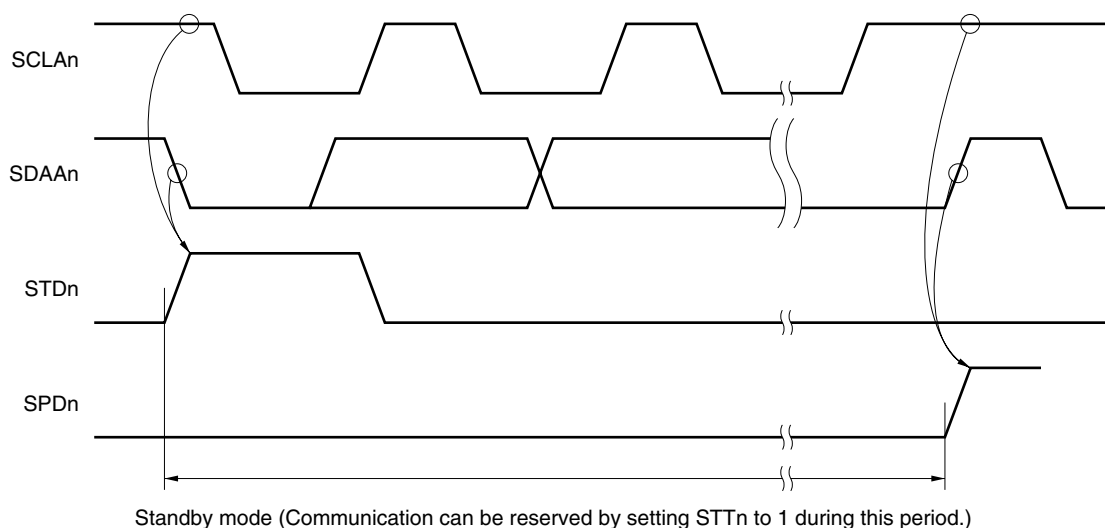 SCLAn
SDAAn
STDn
SPDn
Standby mode (Communication can be reserved by setting STTn to 1 during this period.)